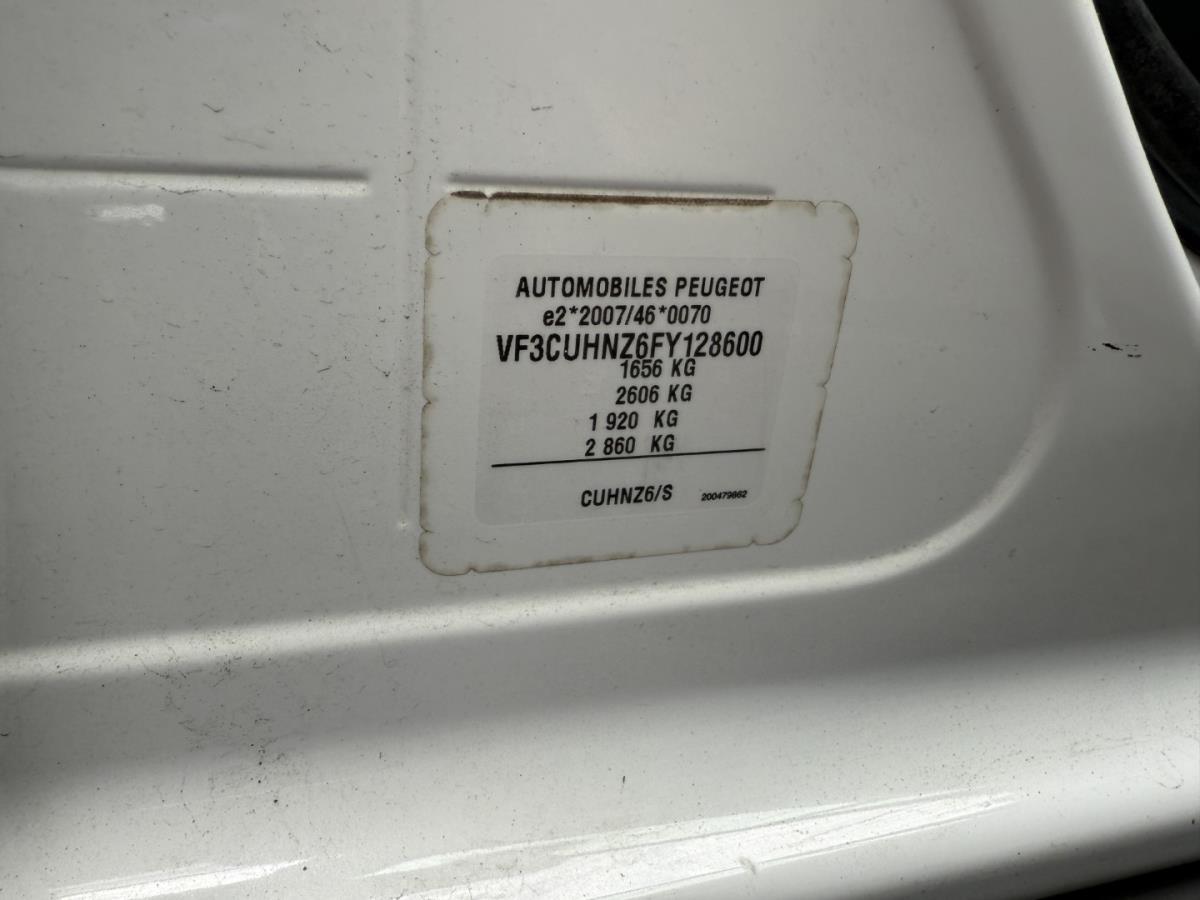 AUTOMOBILES PEUGEOT
e2*2007/46*0070
VF3CUHNZ6FY128600
1656 KG
2606 KG
1 920 KG
2 860 KG
CUHNZ6/S 200479862